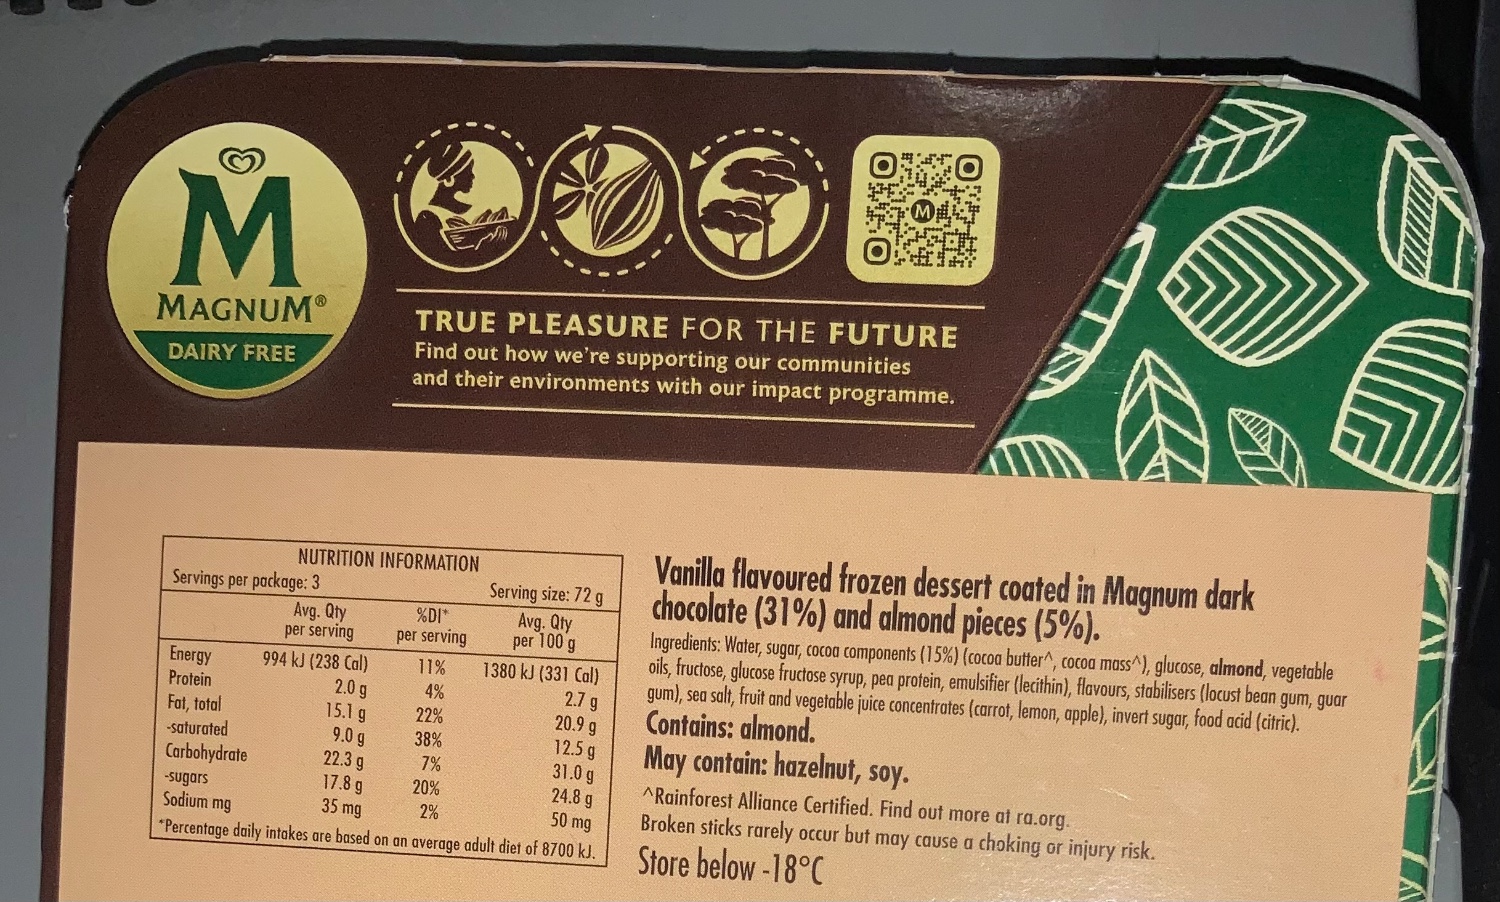 MAGNUM®
DAIRY FREE
TRUE PLEASURE FOR THE FUTURE
Find out how we're supporting our communities
and their environments with our impact programme.
NUTRITION INFORMATION
Servings per package: 3 Serving size: 72 g
Avg. Qty per serving %DI* per serving Avg. Qty per 100 g
Energy 994 kJ (238 Cal) 11% 1380 kJ (331 Cal)
Protein 2.0 g 4% 2.7 g
Fat, total 15.1 g 22% 20.9 g
-saturated 9.0 g 38% 12.5 g
Carbohydrate 22.3 g 7% 31.0 g
-sugars 17.8 g 20% 24.8 g
Sodium mg 35 mg 2% 50 mg
*Percentage daily intakes are based on an average adult diet of 8700 kJ.
Vanilla flavoured frozen dessert coated in Magnum dark
chocolate (31%) and almond pieces (5%).
Ingredients: Water, sugar, cocoa components (15%) (cocoa butter^, cocoa mass^), glucose, almond, vegetable
oils, fructose, glucose fructose syrup, pea protein, emulsifier (lecithin), flavours, stabilisers (locust bean gum, guar
gum), sea salt, fruit and vegetable juice concentrates (carrot, lemon, apple), invert sugar, food acid (citric).
Contains: almond.
May contain: hazelnut, soy.
^Rainforest Alliance Certified. Find out more at ra.org.
Broken sticks rarely occur but may cause a choking or injury risk.
Store below -18°C